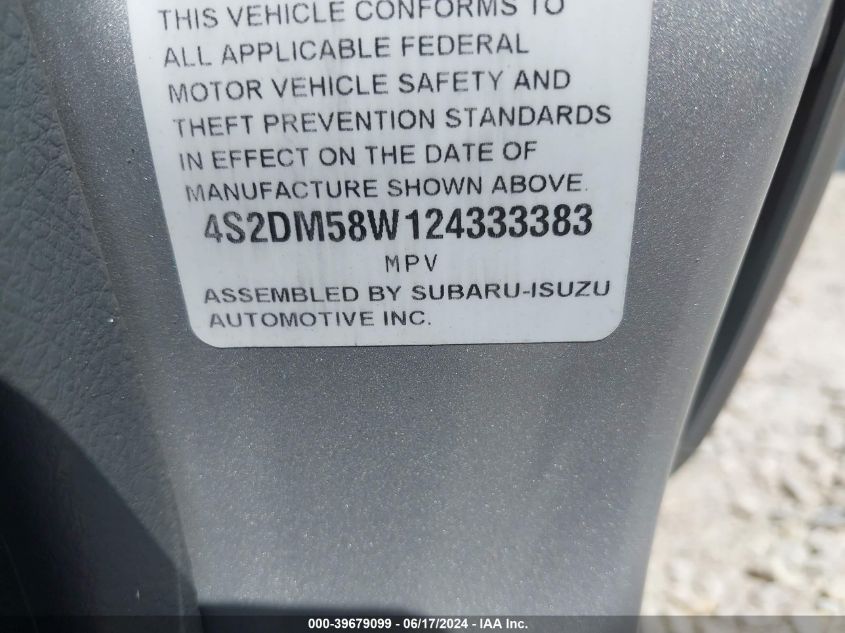 THIS VEHICLE CONFORMS TO
ALL APPLICABLE FEDERAL
MOTOR VEHICLE SAFETY AND
THEFT PREVENTION STANDARDS
IN EFFECT ON THE DATE OF
MANUFACTURE SHOWN ABOVE.
4S2DM58W124333383
MPV
ASSEMBLED BY SUBARU-ISUZU
AUTOMOTIVE INC.
000-39679099 - 06/17/2024 - IAA Inc.